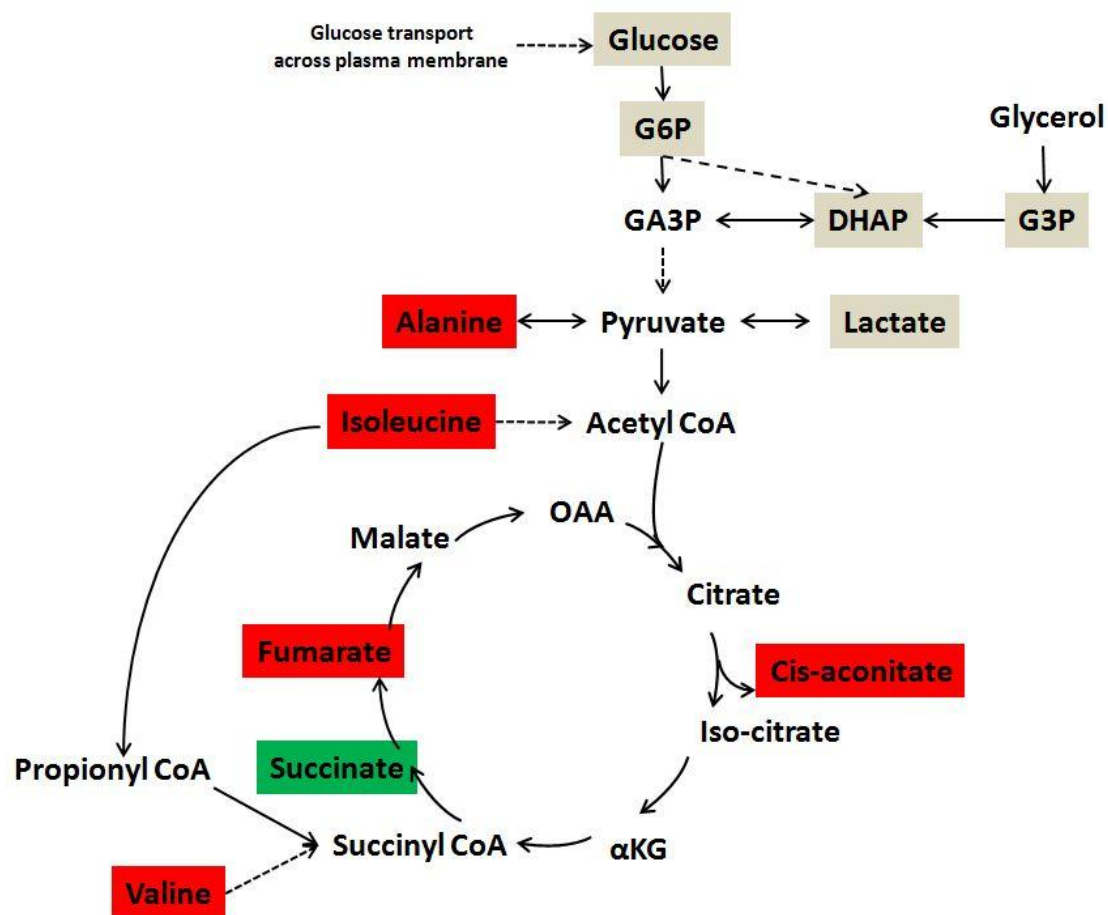 Glucose transport
across plasma membrane
Glucose
G6P
Glycerol
GA3P
DHAP
G3P
Alanine
Pyruvate
Lactate
Isoleucine
Acetyl CoA
OAA
Malate
Citrate
Fumarate
Cis-aconitate
Iso-citrate
Propionyl CoA
Succinate
Succinyl CoA
αKG
Valine